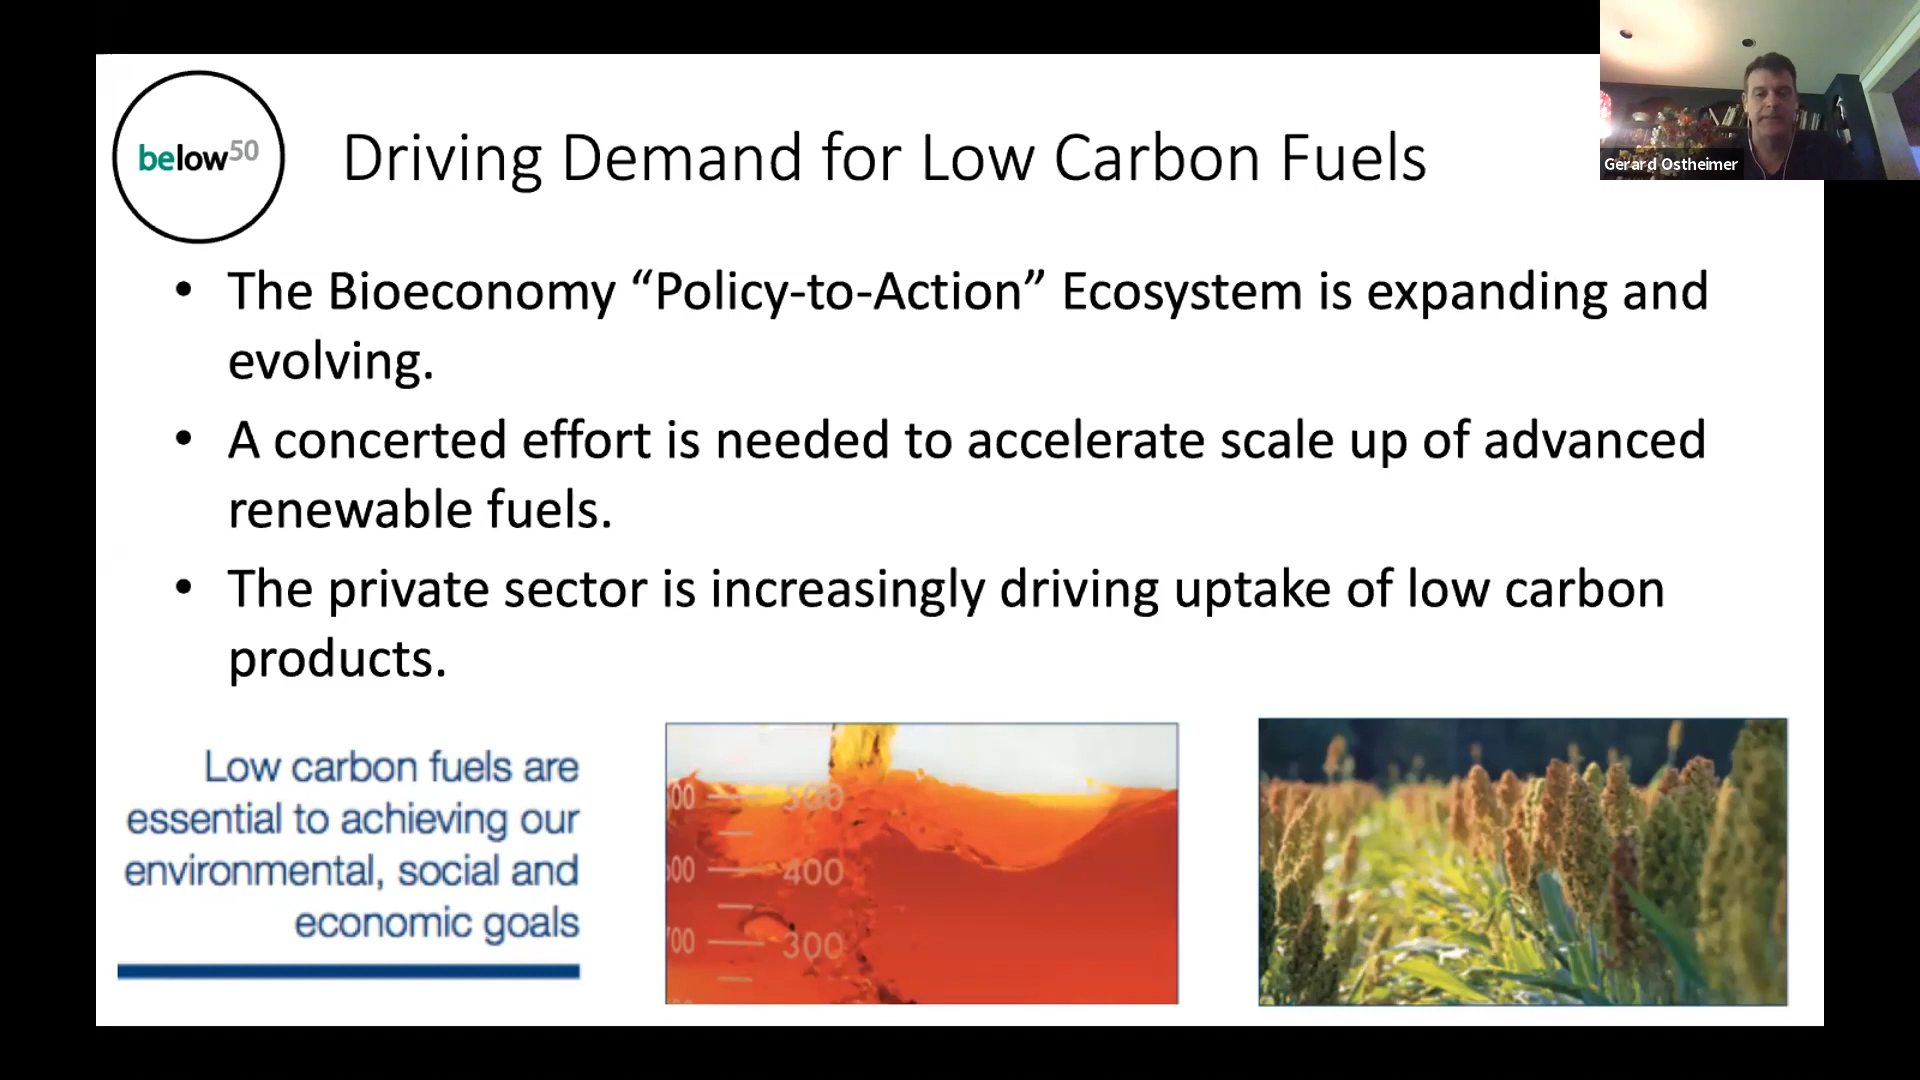 Gerard Ostheimer
below50
Driving Demand for Low Carbon Fuels
• The Bioeconomy “Policy-to-Action” Ecosystem is expanding and
evolving.
• A concerted effort is needed to accelerate scale up of advanced
renewable fuels.
• The private sector is increasingly driving uptake of low carbon
products.
Low carbon fuels are
essential to achieving our
environmental, social and
economic goals
500
400
300